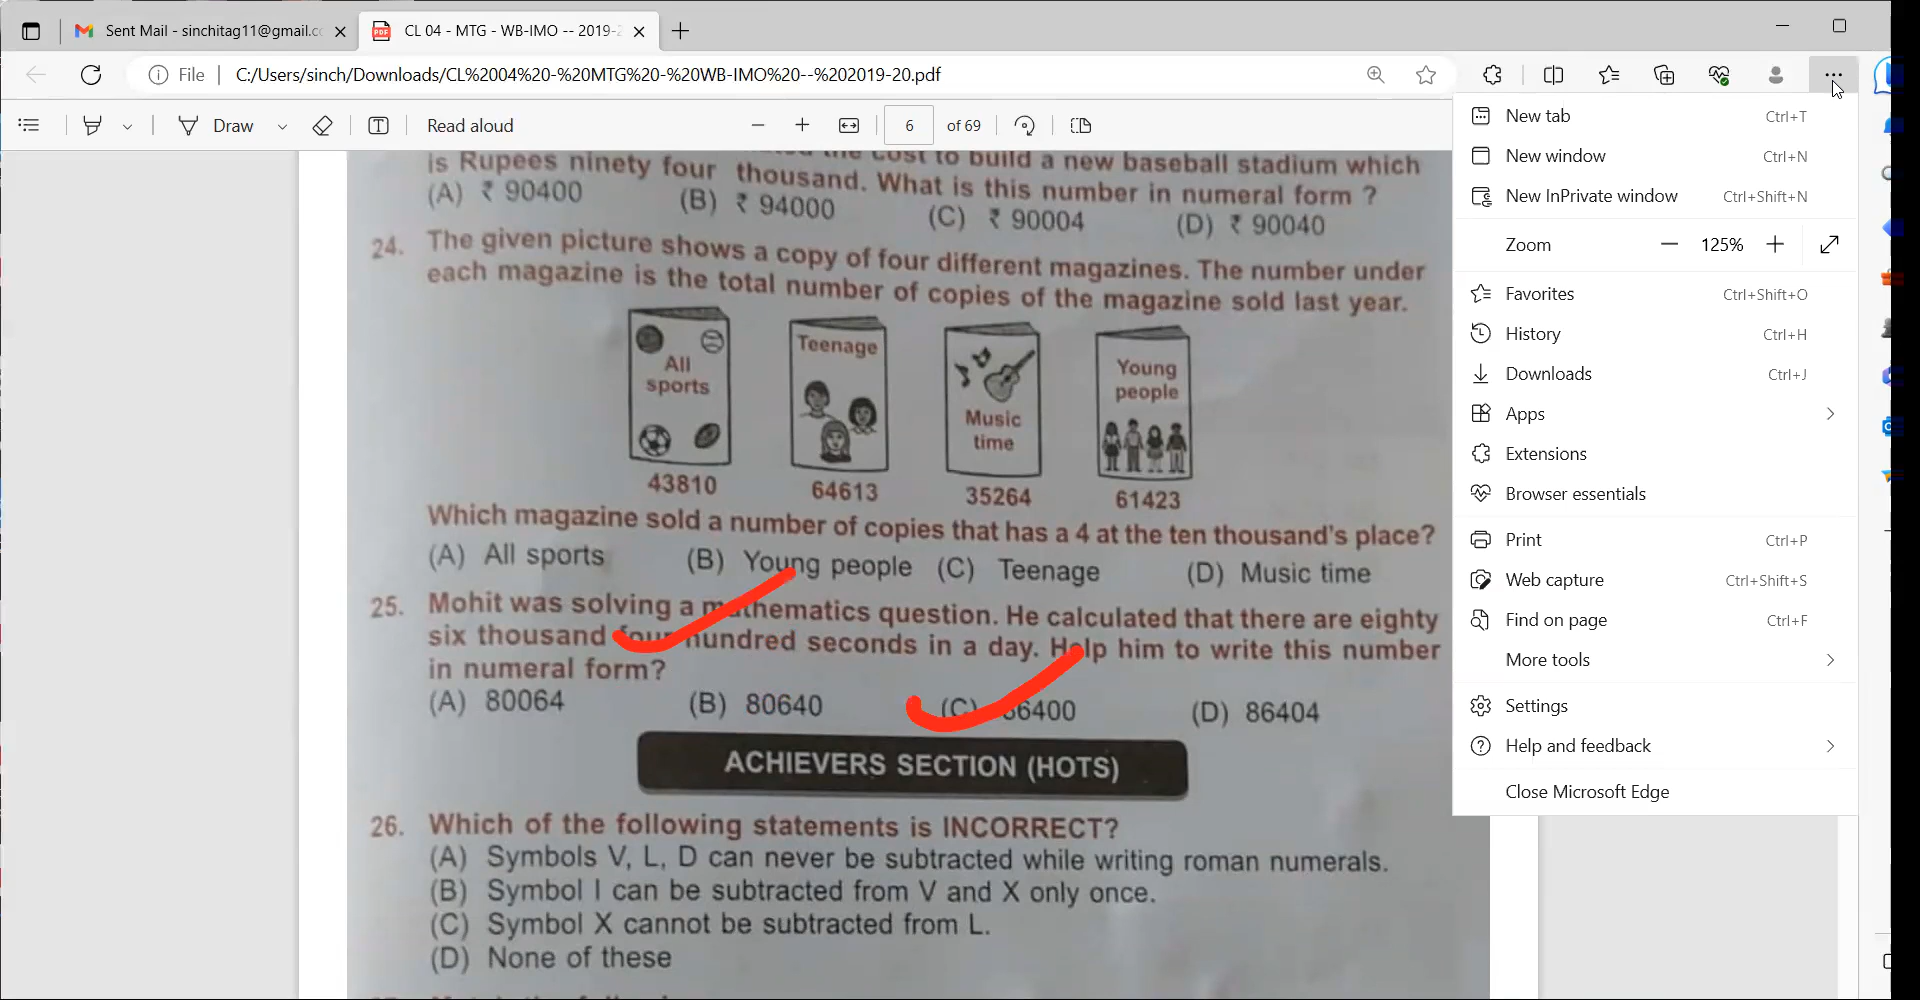 Sent Mail - sinchitag11@gmail.cc
CL 04 - MTG - WB-IMO -- 2019-2
File
C:/Users/sinch/Downloads/CL%2004%20-%20MTG%20-%20WB-IMO%20--%202019-20.pdf
Draw
Read aloud
6 of 69
the cost to build a new baseball stadium which
is Rupees ninety four thousand. What is this number in numeral form ?
(A) ₹ 90400 (B) ₹ 94000 (C) ₹ 90004 (D) ₹ 90040
24. The given picture shows a copy of four different magazines. The number under
each magazine is the total number of copies of the magazine sold last year.
All
sports
Teenage
Music
time
Young
people
43810 64613 35264 61423
Which magazine sold a number of copies that has a 4 at the ten thousand's place?
(A) All sports (B) Young people (C) Teenage (D) Music time
25. Mohit was solving a mathematics question. He calculated that there are eighty
six thousand four hundred seconds in a day. Help him to write this number
in numeral form?
(A) 80064 (B) 80640 (C) 86400 (D) 86404
ACHIEVERS SECTION (HOTS)
26. Which of the following statements is INCORRECT?
(A) Symbols V, L, D can never be subtracted while writing roman numerals.
(B) Symbol I can be subtracted from V and X only once.
(C) Symbol X cannot be subtracted from L.
(D) None of these
New tab Ctrl+T
New window Ctrl+N
New InPrivate window Ctrl+Shift+N
Zoom 125%
Favorites Ctrl+Shift+O
History Ctrl+H
Downloads Ctrl+J
Apps
Extensions
Browser essentials
Print Ctrl+P
Web capture Ctrl+Shift+S
Find on page Ctrl+F
More tools
Settings
Help and feedback
Close Microsoft Edge